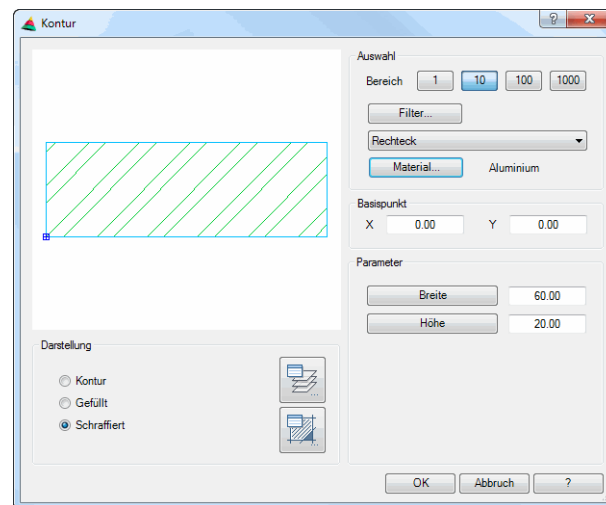 Kontur
Auswahl
Bereich 1 10 100 1000
Filter...
Rechteck
Material... Aluminium
Basispunkt
X 0.00 Y 0.00
Parameter
Breite 60.00
Höhe 20.00
Darstellung
Kontur
Gefüllt
Schraffiert
OK Abbruch ?